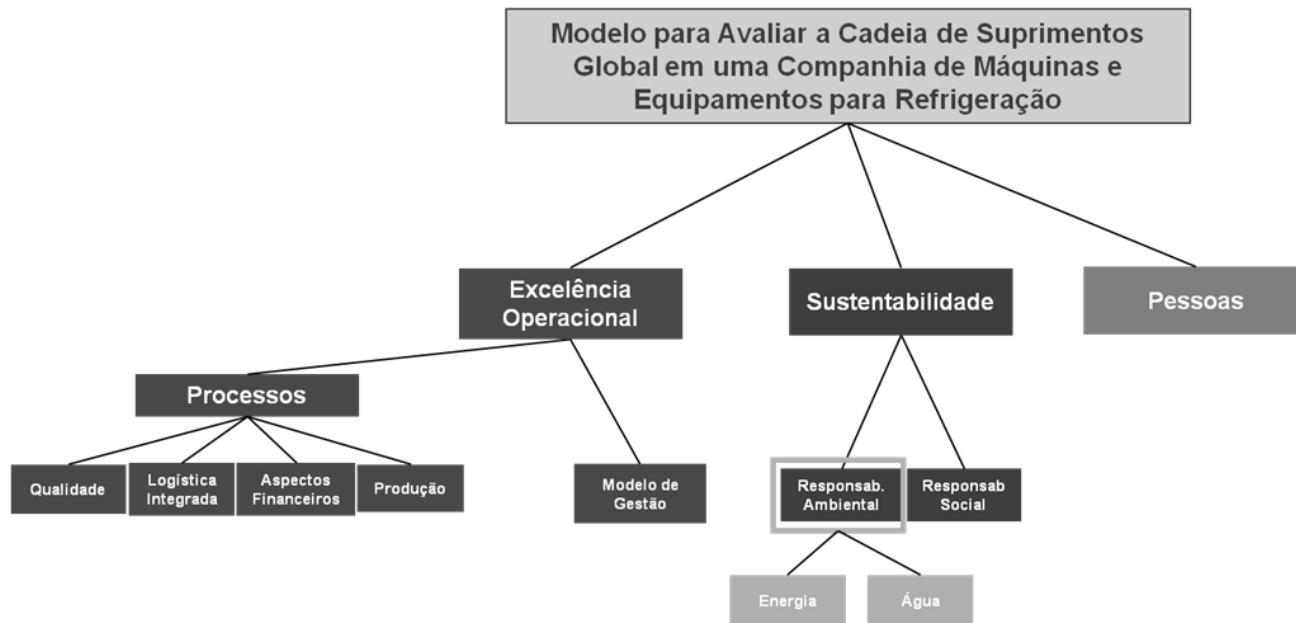 Modelo para Avaliar a Cadeia de Suprimentos
Global em uma Companhia de Máquinas e
Equipamentos para Refrigeração
Excelência
Operacional
Sustentabilidade
Pessoas
Processos
Qualidade
Logística
Integrada
Aspectos
Financeiros
Produção
Modelo de
Gestão
Responsab.
Ambiental
Responsab
Social
Energia
Água